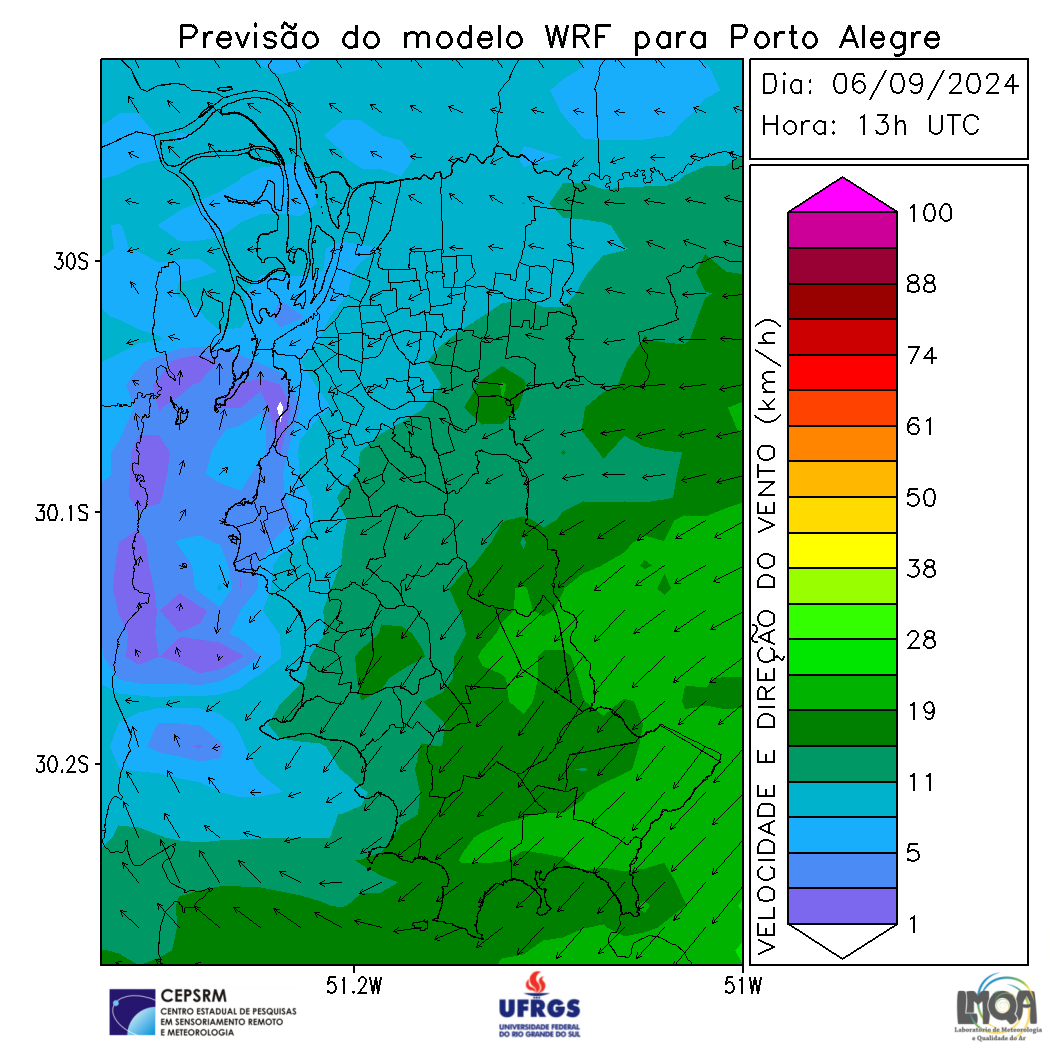 Previsão do modelo WRF para Porto Alegre
Dia: 06/09/2024
Hora: 13h UTC
VELOCIDADE E DIREÇÃO DO VENTO (km/h)
100
88
74
61
50
38
28
19
11
5
1
30S
30.1S
30.2S
51.2W
51W
CEPSRM
CENTRO ESTADUAL DE PESQUISAS
EM SENSORIAMENTO REMOTO
E METEOROLOGIA
UFRGS
UNIVERSIDADE FEDERAL
DO RIO GRANDE DO SUL
LMQA
Laboratório de Meteorologia
e Qualidade do Ar